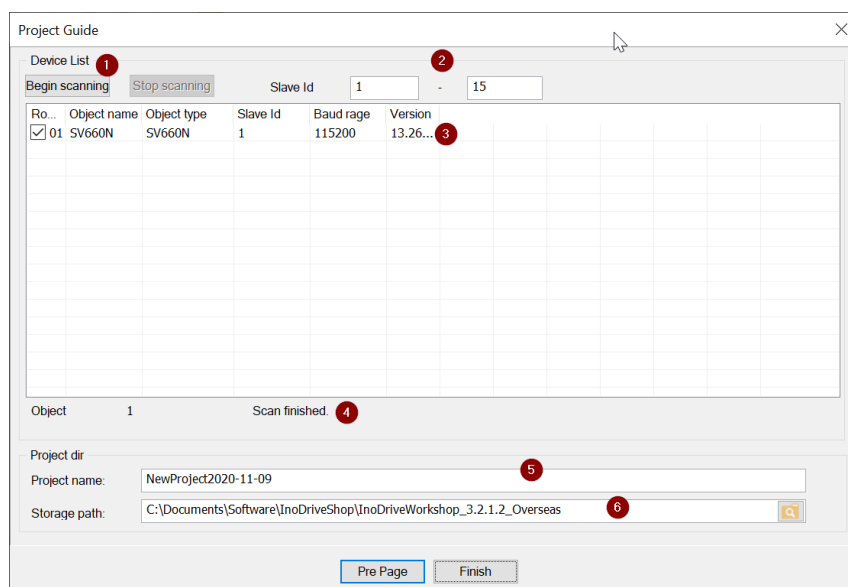 Project Guide
Device List
1
2
Begin scanning Stop scanning Slave Id 1 - 15
Ro... Object name Object type Slave Id Baud rage Version
01 SV660N SV660N 1 115200 13.26... 3
Object 1 Scan finished. 4
Project dir
5
Project name: NewProject2020-11-09
Storage path: C:\Documents\Software\InoDriveShop\InoDriveWorkshop_3.2.1.2_Overseas 6
Pre Page Finish